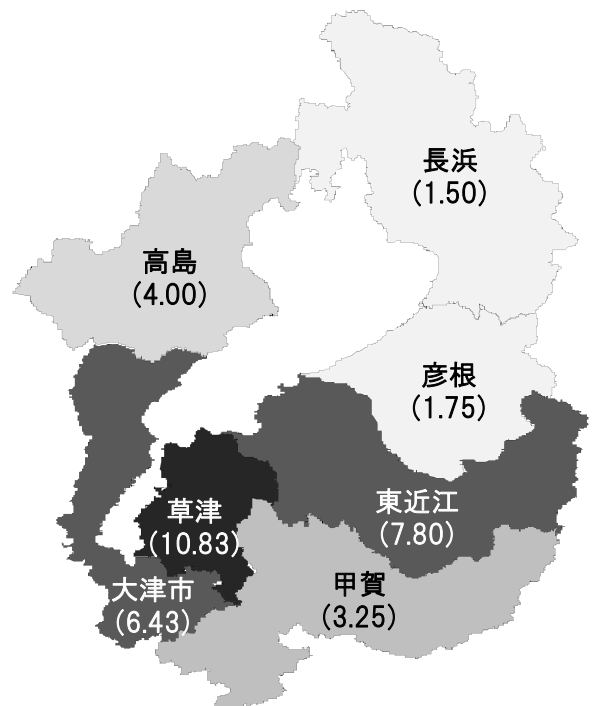 長浜
(1.50)
高島
(4.00)
彦根
(1.75)
東近江
(7.80)
草津
(10.83)
甲賀
(3.25)
大津市
(6.43)